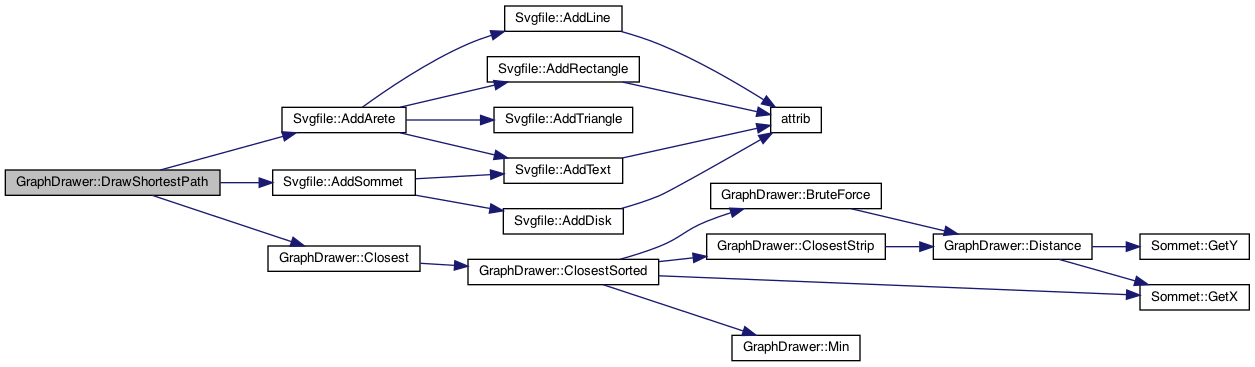 Svgfile::AddLine
Svgfile::AddRectangle
Svgfile::AddArete
Svgfile::AddTriangle
attrib
Svgfile::AddText
GraphDrawer::DrawShortestPath
Svgfile::AddSommet
GraphDrawer::BruteForce
Svgfile::AddDisk
GraphDrawer::ClosestStrip
GraphDrawer::Distance
Sommet::GetY
GraphDrawer::Closest
GraphDrawer::ClosestSorted
Sommet::GetX
GraphDrawer::Min